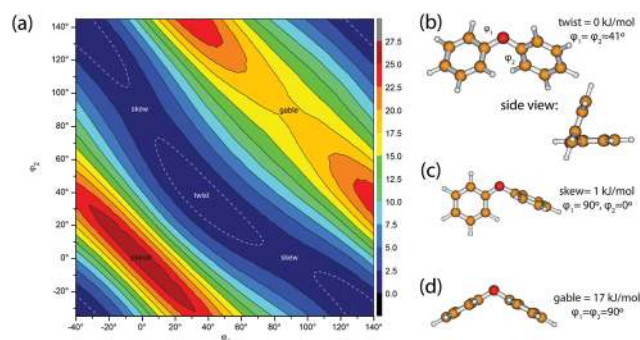 (a)
140°
120°
100°
80°
60°
40°
20°
0°
-20°
φ₂
-40° -20° 0° 20° 40° 60° 80° 100° 120° 140°
skew
gable
twist
skew
27.5
25.0
22.5
20.0
17.5
15.0
12.5
10.0
7.5
5.0
2.5
0.0
(b)
φ₁
φ₂
twist = 0 kJ/mol
φ₁= φ₂≈41°
side view:
(c)
skew= 1 kJ/mol
φ₁= 90°, φ₂=0°
(d)
gable = 17 kJ/mol
φ₁=φ₂=90°